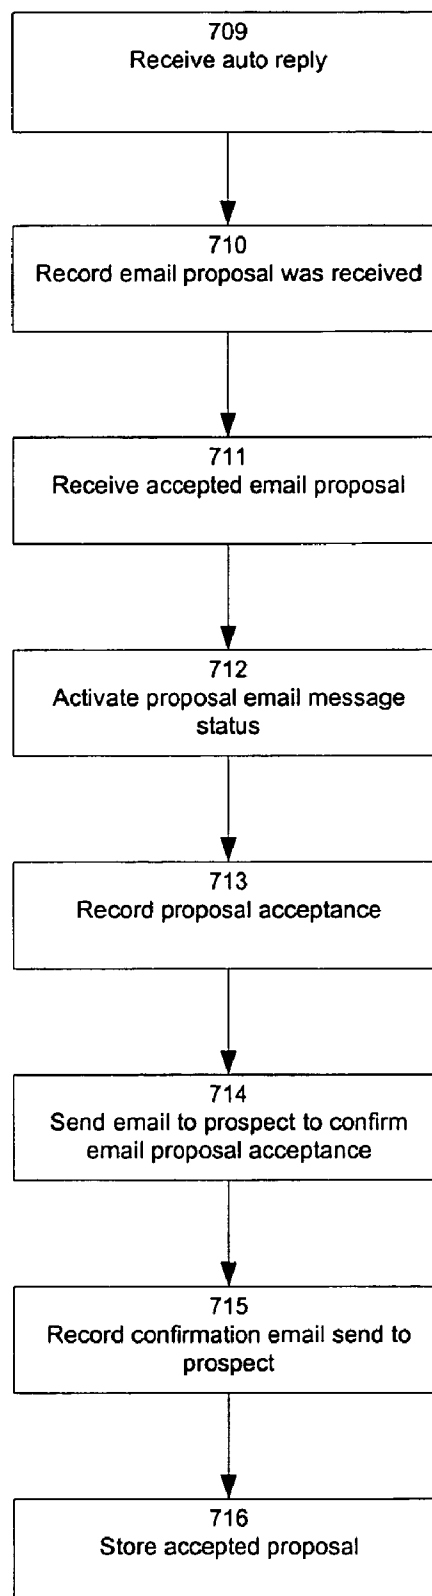 709
Receive auto reply
710
Record email proposal was received
711
Receive accepted email proposal
712
Activate proposal email message
status
713
Record proposal acceptance
714
Send email to prospect to confirm
email proposal acceptance
715
Record confirmation email send to
prospect
716
Store accepted proposal